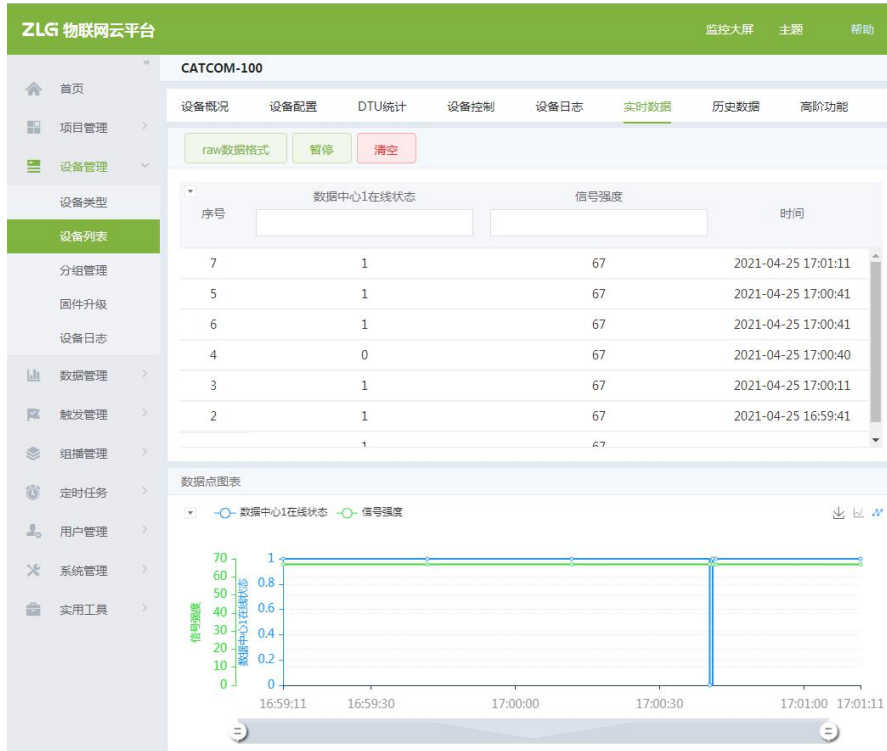 ZLG 物联网云平台 监控大屏 主题 帮助
CATCOM-100
首页
项目管理
设备管理
设备类型
设备列表
分组管理
固件升级
设备日志
数据管理
触发管理
组播管理
定时任务
用户管理
系统管理
实用工具
设备概况 设备配置 DTU统计 设备控制 设备日志 实时数据 历史数据 高阶功能
raw数据格式 暂停 清空
序号 数据中心1在线状态 信号强度 时间
7 1 67 2021-04-25 17:01:11
5 1 67 2021-04-25 17:00:41
6 1 67 2021-04-25 17:00:41
4 0 67 2021-04-25 17:00:40
3 1 67 2021-04-25 17:00:11
2 1 67 2021-04-25 16:59:41
1 67
数据点图表
数据中心1在线状态 信号强度
信号强度
70
60
50
40
30
20
10
0
数据中心1在线状态
1
0.8
0.6
0.4
0.2
0
16:59:11 16:59:30 17:00:00 17:00:30 17:01:00 17:01:11